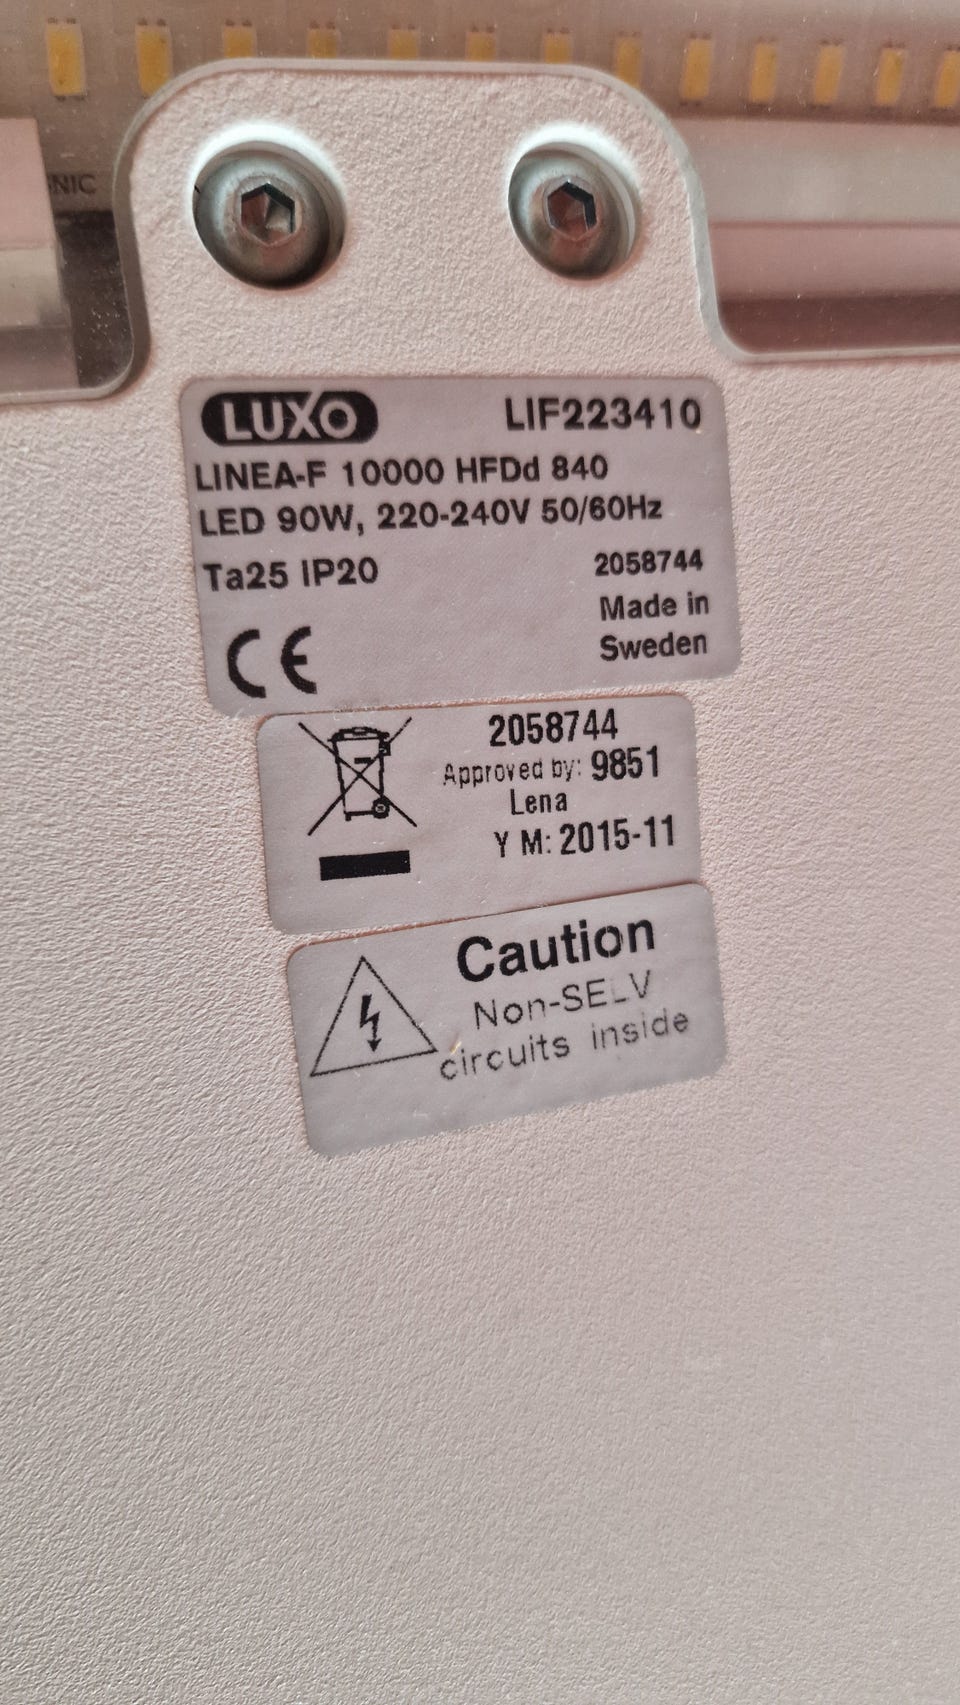 NIC
LUXO LIF223410
LINEA-F 10000 HFDd 840
LED 90W, 220-240V 50/60Hz
Ta25 IP20 2058744
Made in
Sweden
CE
2058744
Approved by: 9851
Lena
Y M: 2015-11
Caution
Non-SELV
circuits inside